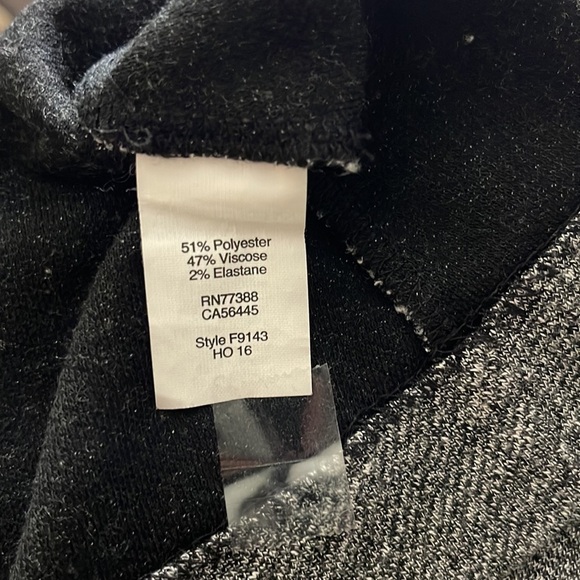 51% Polyester
47% Viscose
2% Elastane
RN77388
CA56445
Style F9143
HO 16